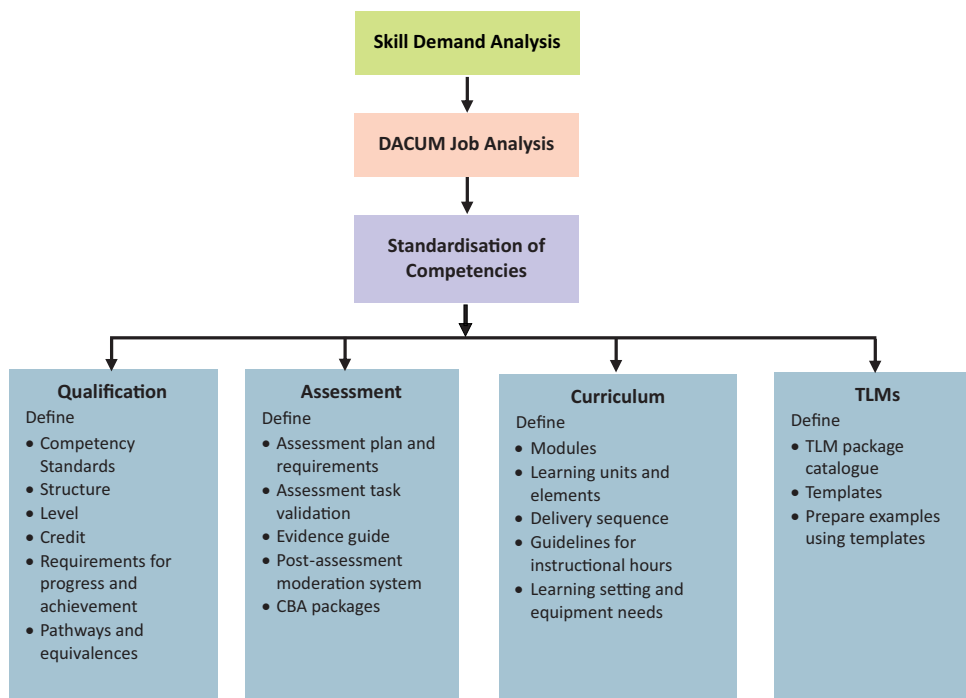 Skill Demand Analysis
DACUM Job Analysis
Standardisation of
Competencies
Qualification
Define
• Competency
Standards
• Structure
• Level
• Credit
• Requirements for
progress and
achievement
• Pathways and
equivalences
Assessment
Define
• Assessment plan and
requirements
• Assessment task
validation
• Evidence guide
• Post-assessment
moderation system
• CBA packages
Curriculum
Define
• Modules
• Learning units and
elements
• Delivery sequence
• Guidelines for
instructional hours
• Learning setting and
equipment needs
TLMs
Define
• TLM package
catalogue
• Templates
• Prepare examples
using templates